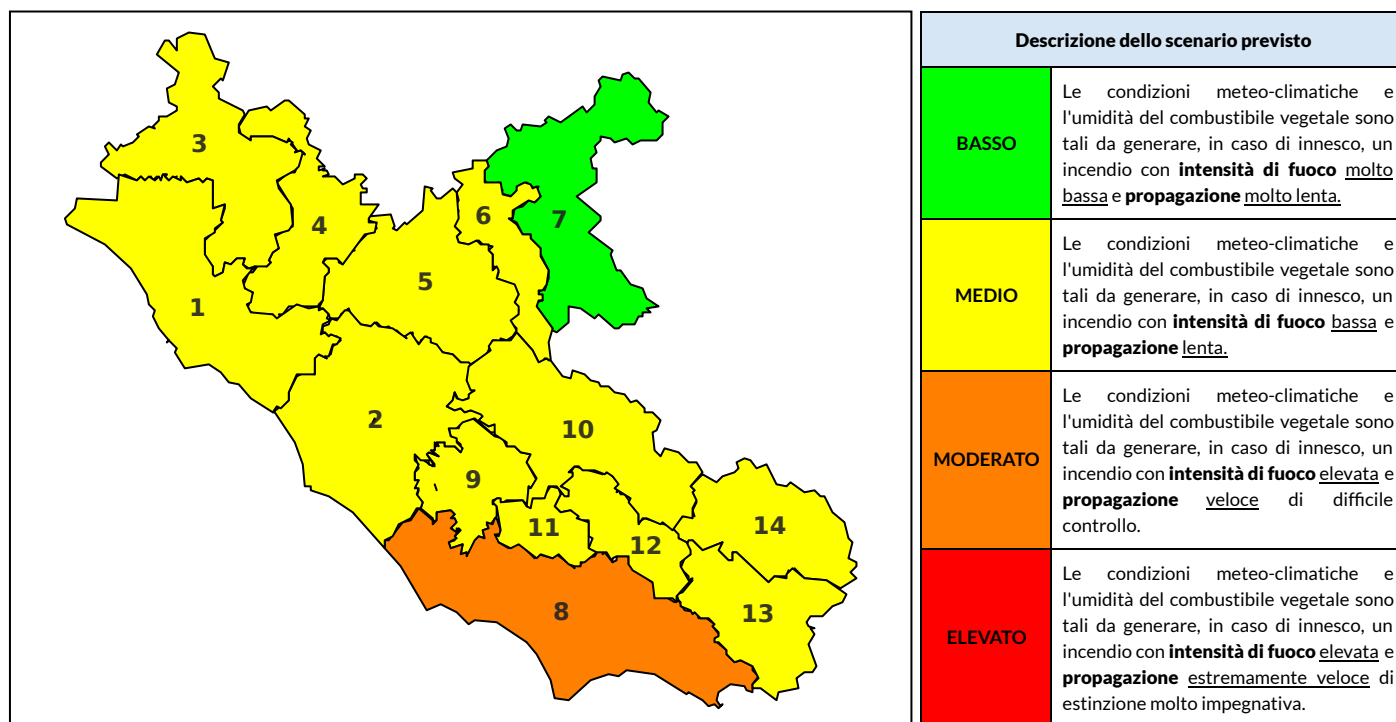 3
4
6
7
1
5
2
10
9
11
12
14
8
13
Descrizione dello scenario previsto
BASSO
Le condizioni meteo-climatiche e
l'umidità del combustibile vegetale sono
tali da generare, in caso di innesco, un
incendio con intensità di fuoco molto
bassa e propagazione molto lenta.
MEDIO
Le condizioni meteo-climatiche e
l'umidità del combustibile vegetale sono
tali da generare, in caso di innesco, un
incendio con intensità di fuoco bassa e
propagazione lenta.
MODERATO
Le condizioni meteo-climatiche e
l'umidità del combustibile vegetale sono
tali da generare, in caso di innesco, un
incendio con intensità di fuoco elevata e
propagazione veloce di difficile
controllo.
ELEVATO
Le condizioni meteo-climatiche e
l'umidità del combustibile vegetale sono
tali da generare, in caso di innesco, un
incendio con intensità di fuoco elevata e
propagazione estremamente veloce di
estinzione molto impegnativa.